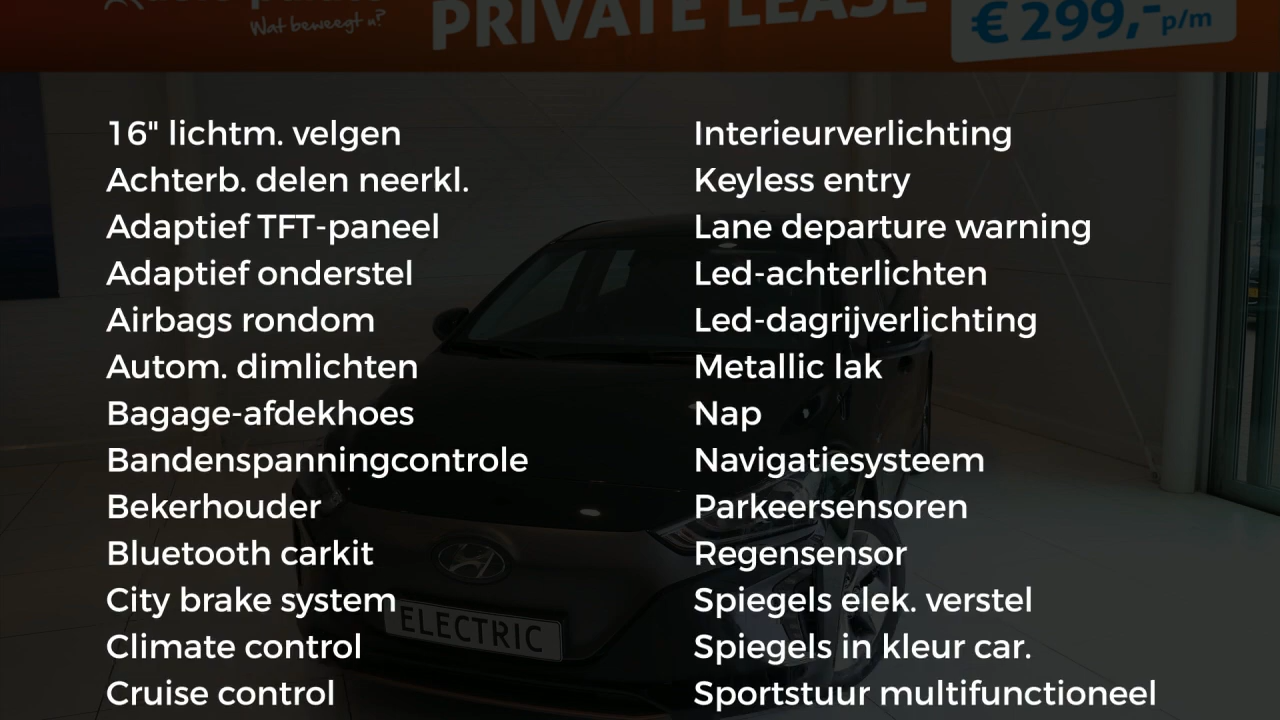 Wat beweegt u?
PRIVATE LEASE
€ 299,- p/m
16" lichtm. velgen
Achterb. delen neerkl.
Adaptief TFT-paneel
Adaptief onderstel
Airbags rondom
Autom. dimlichten
Bagage-afdekhoes
Bandenspanningcontrole
Bekerhouder
Bluetooth carkit
City brake system
Climate control
Cruise control
Interieurverlichting
Keyless entry
Lane departure warning
Led-achterlichten
Led-dagrijverlichting
Metallic lak
Nap
Navigatiesysteem
Parkeersensoren
Regensensor
Spiegels elek. verstel
Spiegels in kleur car.
Sportstuur multifunctioneel
ELECTRIC